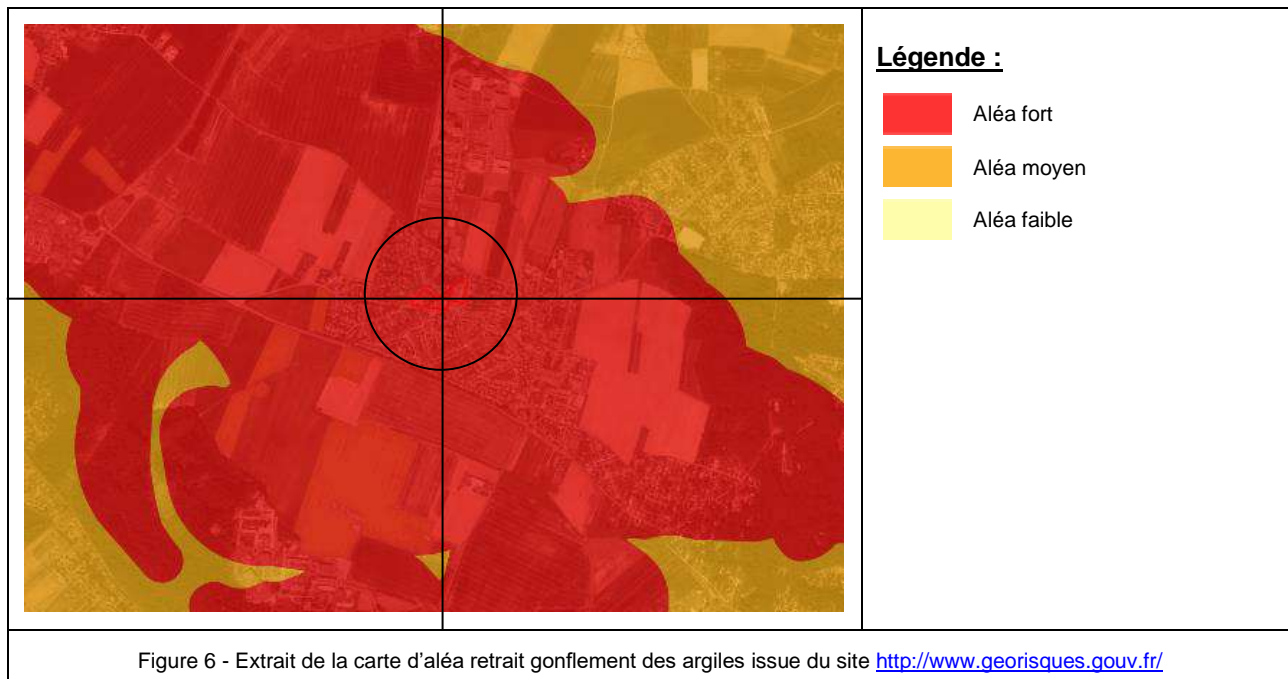 Légende :
Aléa fort
Aléa moyen
Aléa faible
Figure 6 - Extrait de la carte d'aléa retrait gonflement des argiles issue du site http://www.georisques.gouv.fr/